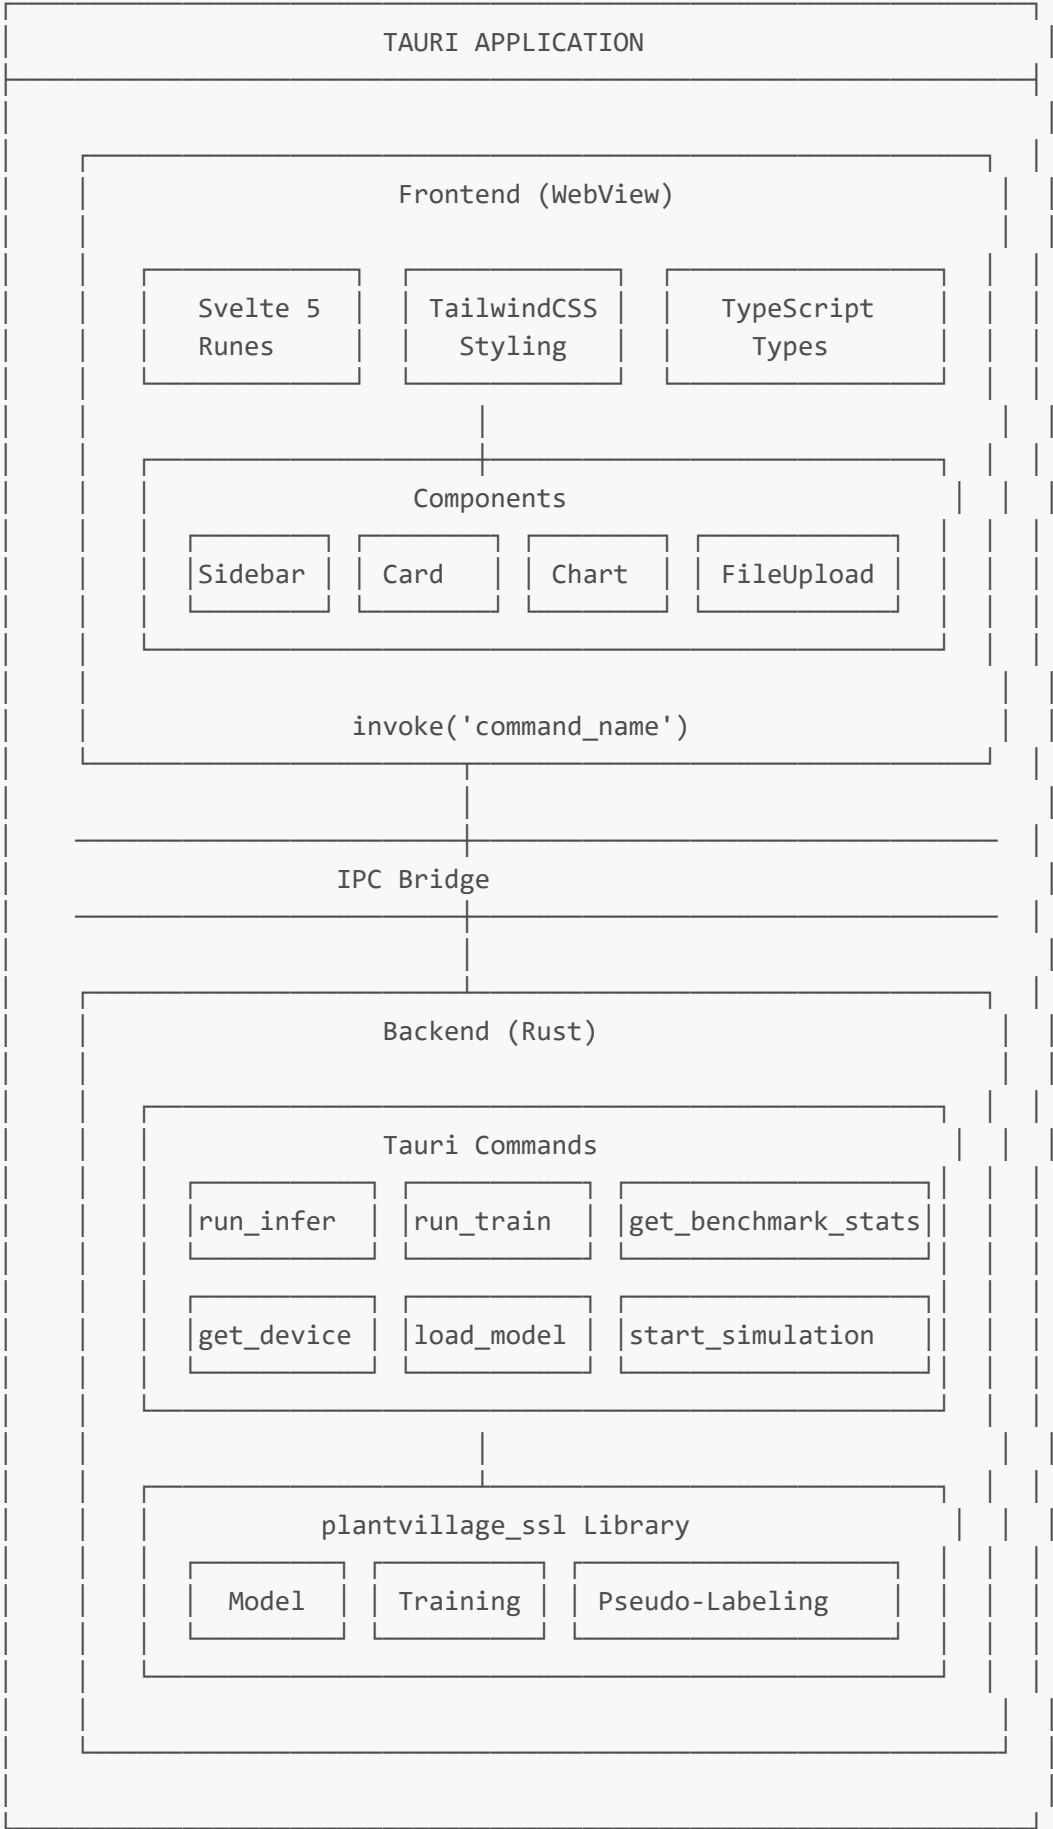 TAURI APPLICATION
Frontend (WebView)
Svelte 5 TailwindCSS TypeScript
Runes Styling Types
Components
Sidebar Card Chart FileUpload
invoke('command_name')
IPC Bridge
Backend (Rust)
Tauri Commands
run_infer run_train get_benchmark_stats
get_device load_model start_simulation
plantvillage_ssl Library
Model Training Pseudo-Labeling